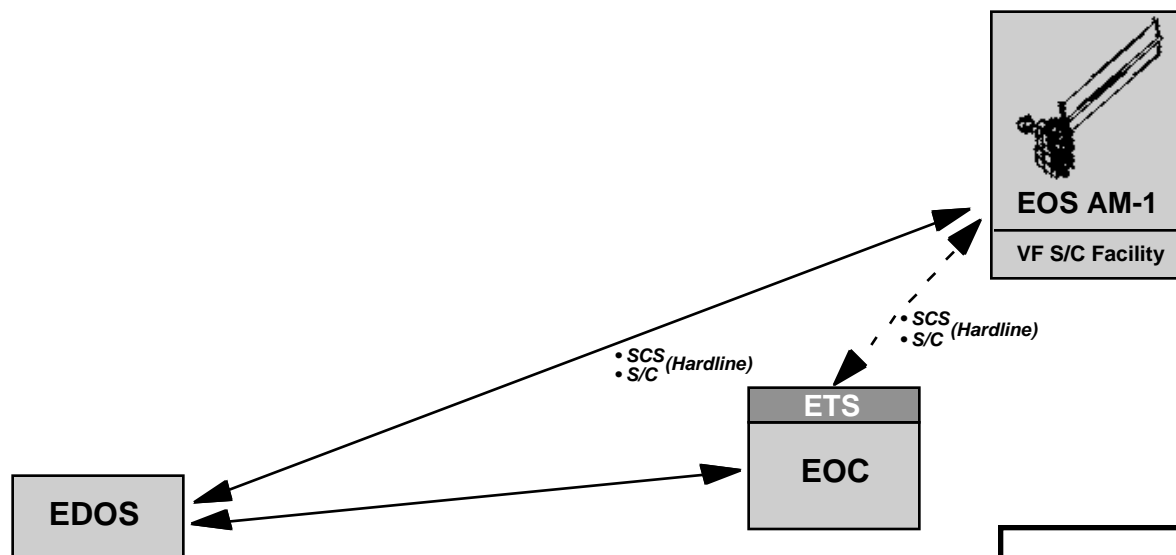 EOS AM-1
VF S/C Facility
• SCS (Hardline)
• S/C
• SCS (Hardline)
• S/C
ETS
EOC
EDOS